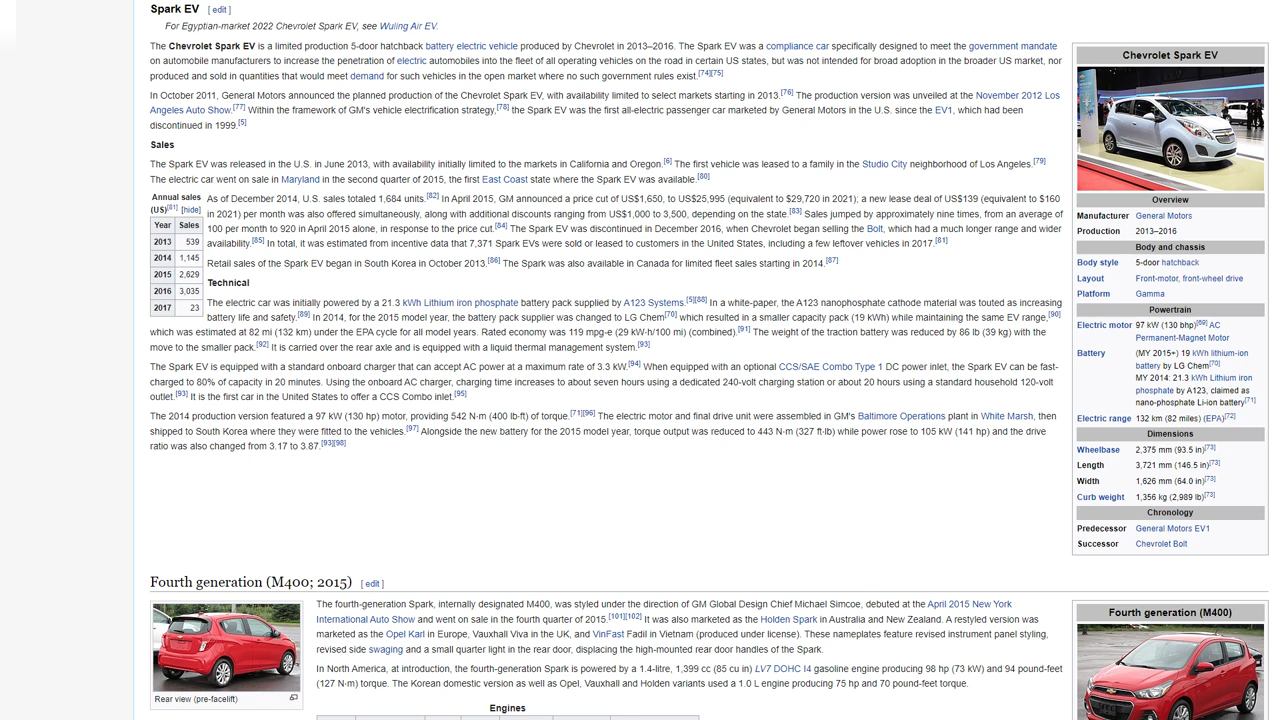 Spark EV [ edit ]
For Egyptian-market 2022 Chevrolet Spark EV, see Wuling Air EV.
The Chevrolet Spark EV is a limited production 5-door hatchback battery electric vehicle produced by Chevrolet in 2013–2016. The Spark EV was a compliance car specifically designed to meet the government mandate
on automobile manufacturers to increase the penetration of electric automobiles into the fleet of all operating vehicles on the road in certain US states, but was not intended for broad adoption in the broader US market, nor
produced and sold in quantities that would meet demand for such vehicles in the open market where no such government rules exist.[74][75]
In October 2011, General Motors announced the planned production of the Chevrolet Spark EV, with availability limited to select markets starting in 2013.[76] The production version was unveiled at the November 2012 Los
Angeles Auto Show.[77] Within the framework of GM's vehicle electrification strategy,[78] the Spark EV was the first all-electric passenger car marketed by General Motors in the U.S. since the EV1, which had been
discontinued in 1999.[5]
Sales
The Spark EV was released in the U.S. in June 2013, with availability initially limited to the markets in California and Oregon.[6] The first vehicle was leased to a family in the Studio City neighborhood of Los Angeles.[79]
The electric car went on sale in Maryland in the second quarter of 2015, the first East Coast state where the Spark EV was available.[80]
Annual sales
(US)[81] [hide]
Year Sales
2013 539
2014 1,145
2015 2,629
2016 3,035
2017 23
As of December 2014, U.S. sales totaled 1,684 units.[82] In April 2015, GM announced a price cut of US$1,650, to US$25,995 (equivalent to $29,720 in 2021); a new lease deal of US$139 (equivalent to $160
in 2021) per month was also offered simultaneously, along with additional discounts ranging from US$1,000 to 3,500, depending on the state.[83] Sales jumped by approximately nine times, from an average of
100 per month to 920 in April 2015 alone, in response to the price cut.[84] The Spark EV was discontinued in December 2016, when Chevrolet began selling the Bolt, which had a much longer range and wider
availability.[85] In total, it was estimated from incentive data that 7,371 Spark EVs were sold or leased to customers in the United States, including a few leftover vehicles in 2017.[81]
Retail sales of the Spark EV began in South Korea in October 2013.[86] The Spark was also available in Canada for limited fleet sales starting in 2014.[87]
Technical
The electric car was initially powered by a 21.3 kWh Lithium iron phosphate battery pack supplied by A123 Systems.[5][88] In a white-paper, the A123 nanophosphate cathode material was touted as increasing
battery life and safety.[89] In 2014, for the 2015 model year, the battery pack supplier was changed to LG Chem[70] which resulted in a smaller capacity pack (19 kWh) while maintaining the same EV range,[90]
which was estimated at 82 mi (132 km) under the EPA cycle for all model years. Rated economy was 119 mpg-e (29 kW⋅h/100 mi) (combined).[91] The weight of the traction battery was reduced by 86 lb (39 kg) with the
move to the smaller pack.[92] It is carried over the rear axle and is equipped with a liquid thermal management system.[93]
The Spark EV is equipped with a standard onboard charger that can accept AC power at a maximum rate of 3.3 kW.[94] When equipped with an optional CCS/SAE Combo Type 1 DC power inlet, the Spark EV can be fast-
charged to 80% of capacity in 20 minutes. Using the onboard AC charger, charging time increases to about seven hours using a dedicated 240-volt charging station or about 20 hours using a standard household 120-volt
outlet.[93] It is the first car to offer a CCS Combo inlet.[95]
The 2014 production version featured a 97 kW (130 hp) motor, providing 542 N⋅m (400 lb⋅ft) of torque.[71][96] The electric motor and final drive unit were assembled in GM's Baltimore Operations plant in White Marsh, then
shipped to South Korea where they were fitted to the vehicles.[97] Alongside the new battery for the 2015 model year, torque output was reduced to 443 N⋅m (327 ft⋅lb) while power rose to 105 kW (141 hp) and the drive
ratio was also changed from 3.17 to 3.87.[93][98]
Chevrolet Spark EV
Overview
Manufacturer General Motors
Production 2013–2016
Body and chassis
Body style 5-door hatchback
Layout Front-motor, front-wheel drive
Platform Gamma
Powertrain
Electric motor 97 kW (130 bhp)[69] AC
Permanent-Magnet Motor
Battery (MY 2015+) 19 kWh lithium-ion
battery by LG Chem[70]
MY 2014: 21.3 kWh Lithium iron
phosphate by A123, claimed as
nano-phosphate Li-ion battery[71]
Electric range 132 km (82 miles) (EPA)[72]
Dimensions
Wheelbase 2,375 mm (93.5 in)[73]
Length 3,721 mm (146.5 in)[73]
Width 1,626 mm (64.0 in)[73]
Curb weight 1,356 kg (2,989 lb)[73]
Chronology
Predecessor General Motors EV1
Successor Chevrolet Bolt
Fourth generation (M400; 2015) [ edit ]
Rear view (pre-facelift)
The fourth-generation Spark, internally designated M400, was styled under the direction of GM Global Design Chief Michael Simcoe, debuted at the April 2015 New York
International Auto Show and went on sale in the fourth quarter of 2015.[101][102] It was also marketed as the Holden Spark in Australia and New Zealand. A restyled version was
marketed as the Opel Karl in Europe, Vauxhall Viva in the UK, and VinFast Fadil in Vietnam (produced under license). These nameplates feature revised instrument panel styling,
revised side swaging and a small quarter light in the rear door, displacing the high-mounted rear door handles of the Spark.
In North America, at introduction, the fourth-generation Spark is powered by a 1.4-litre, 1,399 cc (85 cu in) LV7 DOHC I4 gasoline engine producing 98 hp (73 kW) and 94 pound-feet
(127 N⋅m) torque. The Korean domestic version as well as Opel, Vauxhall and Holden variants used a 1.0 L engine producing 75 hp and 70 pound-feet torque.
Engines
Fourth generation (M400)